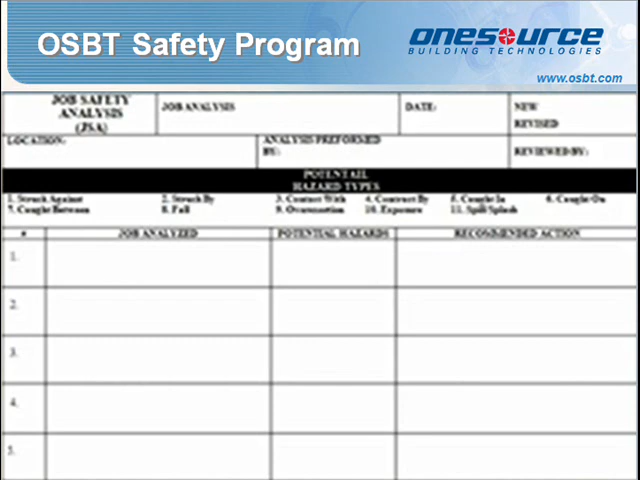 OSBT Safety Program
onesource
BUILDING TECHNOLOGIES
www.osbt.com
JOB SAFETY
ANALYSIS
(JSA)
JOB ANALYSIS
DATE:
NEW
REVISED
LOCATION:
ANALYSIS PREFORMED
BY:
REVIEWED BY:
POTENTAIL
HAZARD TYPES
1. Struck Against 2. Struck By 3. Contact With 4. Contract By 5. Caught In 6. Caught On
7. Caught Between 8. Fall 9. Overexertion 10. Exposure 11. Spill/Splash
# JOB ANALYZED POTENTIAL HAZARDS RECOMMENDED ACTION
1.
2.
3.
4.
5.